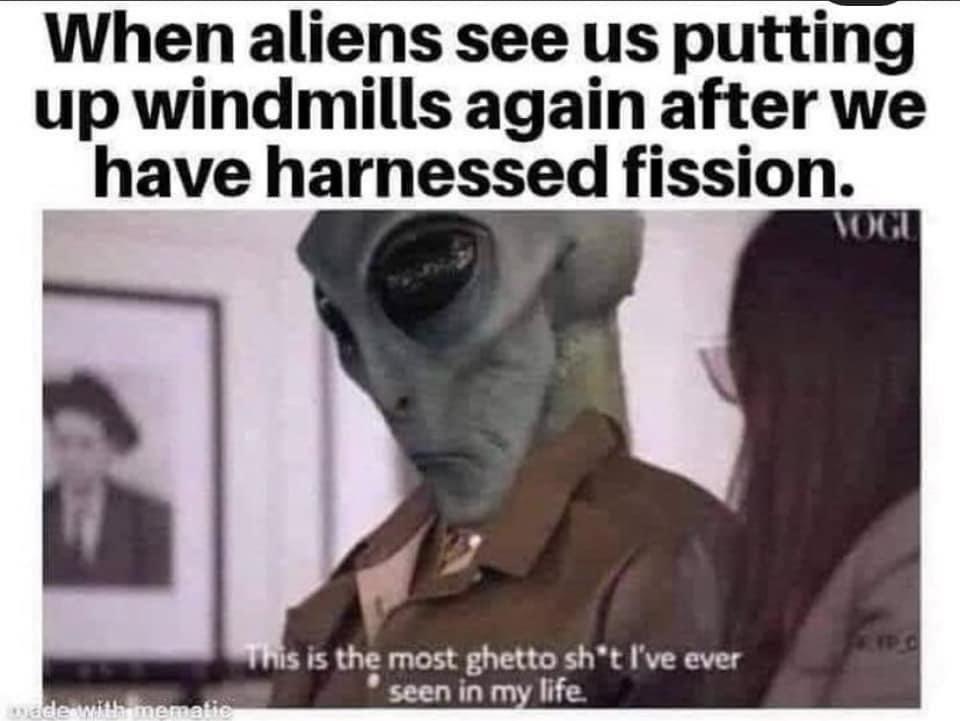 When aliens see us putting
up windmills again after we
have harnessed fission.
VOGU
This is the most ghetto sh*t I've ever
seen in my life.
made with mematic